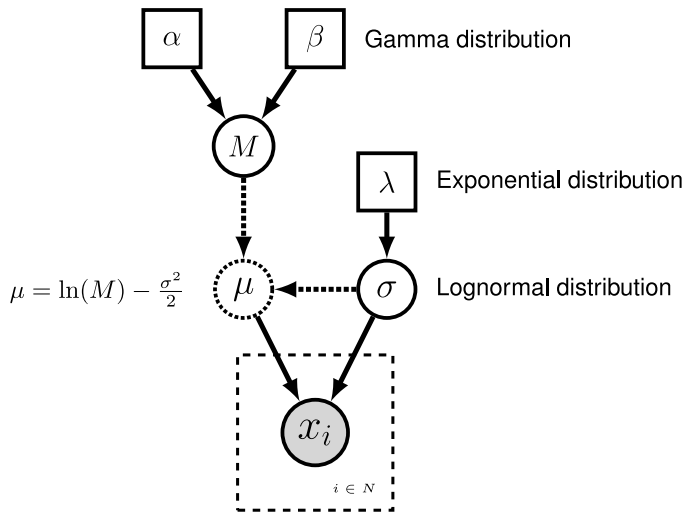 α β Gamma distribution
M
λ Exponential distribution
μ = ln(M) − σ²/2 μ σ Lognormal distribution
xᵢ
i ∈ N